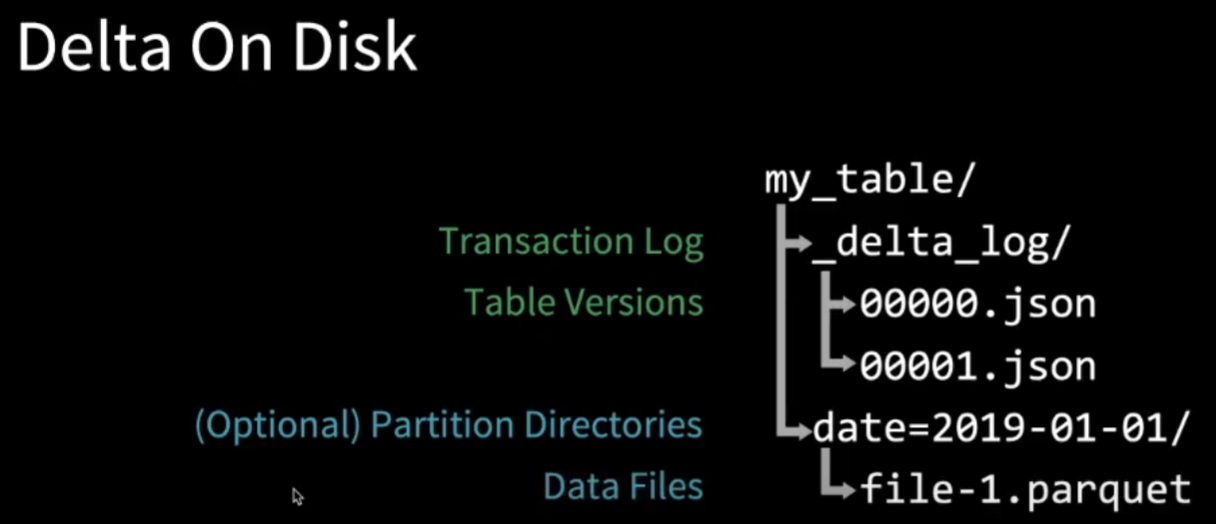 Delta On Disk
my_table/
Transaction Log _delta_log/
Table Versions 00000.json
00001.json
(Optional) Partition Directories date=2019-01-01/
Data Files file-1.parquet